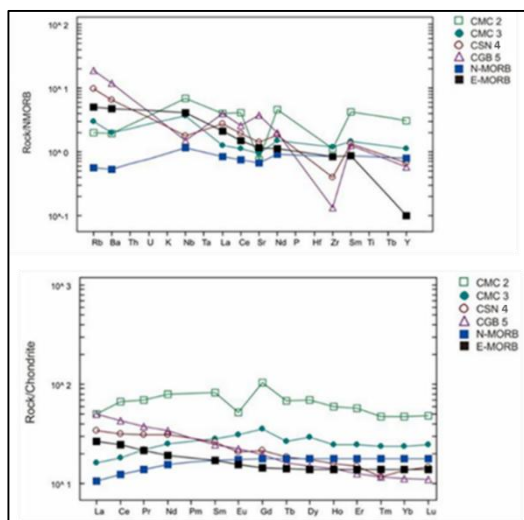 10^2
10^1
10^0
10^-1
Rock/NMORB
Rb Ba Th U K Nb Ta La Ce Sr Nd P Hf Zr Sm Ti Tb Y
CMC 2
CMC 3
CSN 4
CGB 5
N-MORB
E-MORB
10^3
10^2
10^1
Rock/Chondrite
La Ce Pr Nd Pm Sm Eu Gd Tb Dy Ho Er Tm Yb Lu
CMC 2
CMC 3
CSN 4
CGB 5
N-MORB
E-MORB